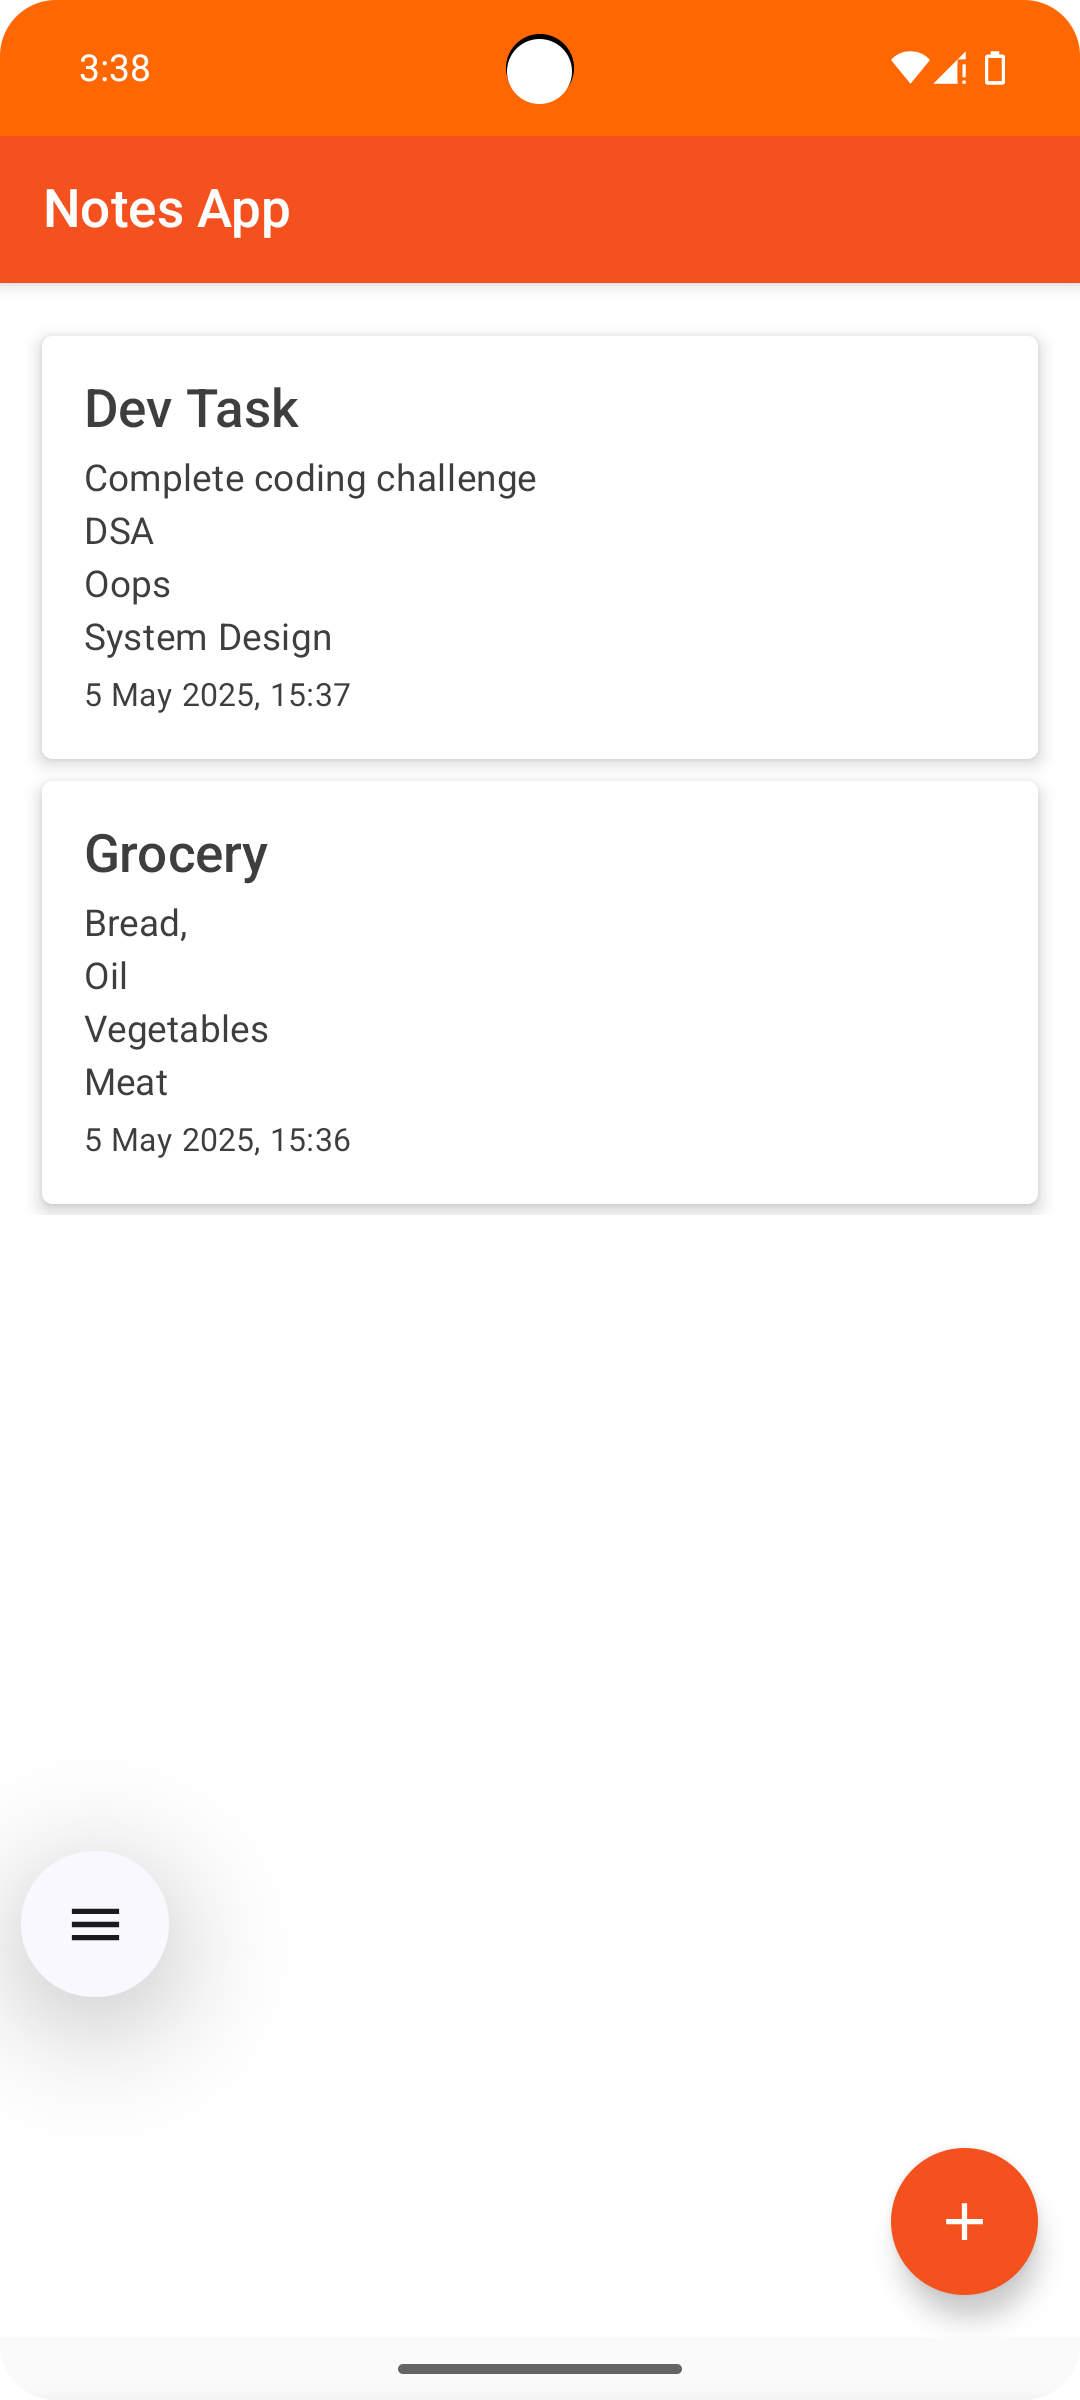 3:38
Notes App
Dev Task
Complete coding challenge
DSA
Oops
System Design
5 May 2025, 15:37
Grocery
Bread,
Oil
Vegetables
Meat
5 May 2025, 15:36